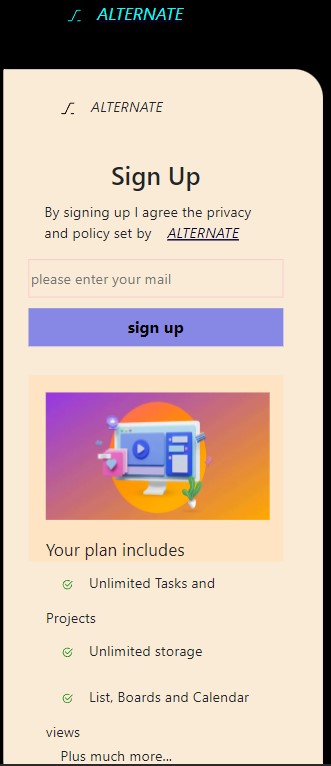 ALTERNATE
ALTERNATE
Sign Up
By signing up I agree the privacy
and policy set by ALTERNATE
please enter your mail
sign up
Your plan includes
Unlimited Tasks and
Projects
Unlimited storage
List, Boards and Calendar
views
Plus much more...